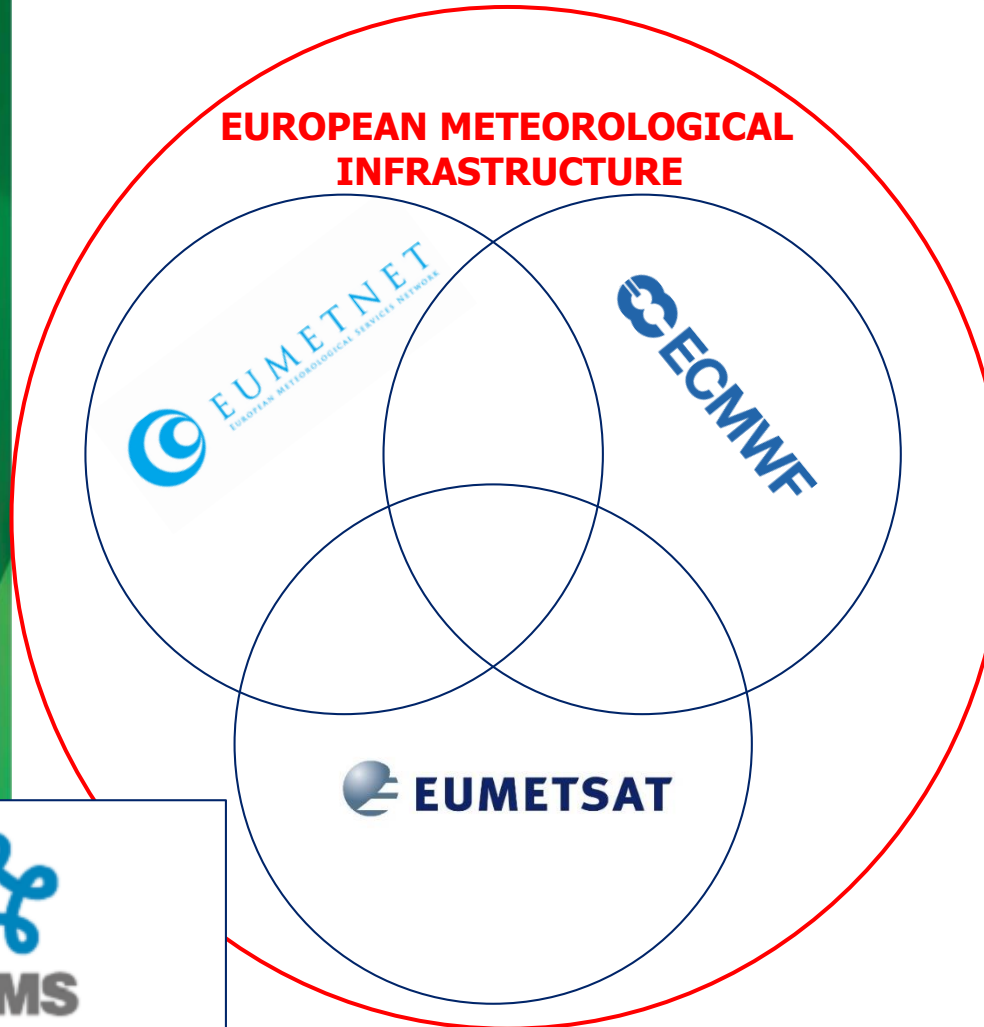 EUROPEAN METEOROLOGICAL
INFRASTRUCTURE
EUMETNET
EUROPEAN METEOROLOGICAL SERVICES NETWORK
ECMWF
EUMETSAT
MS